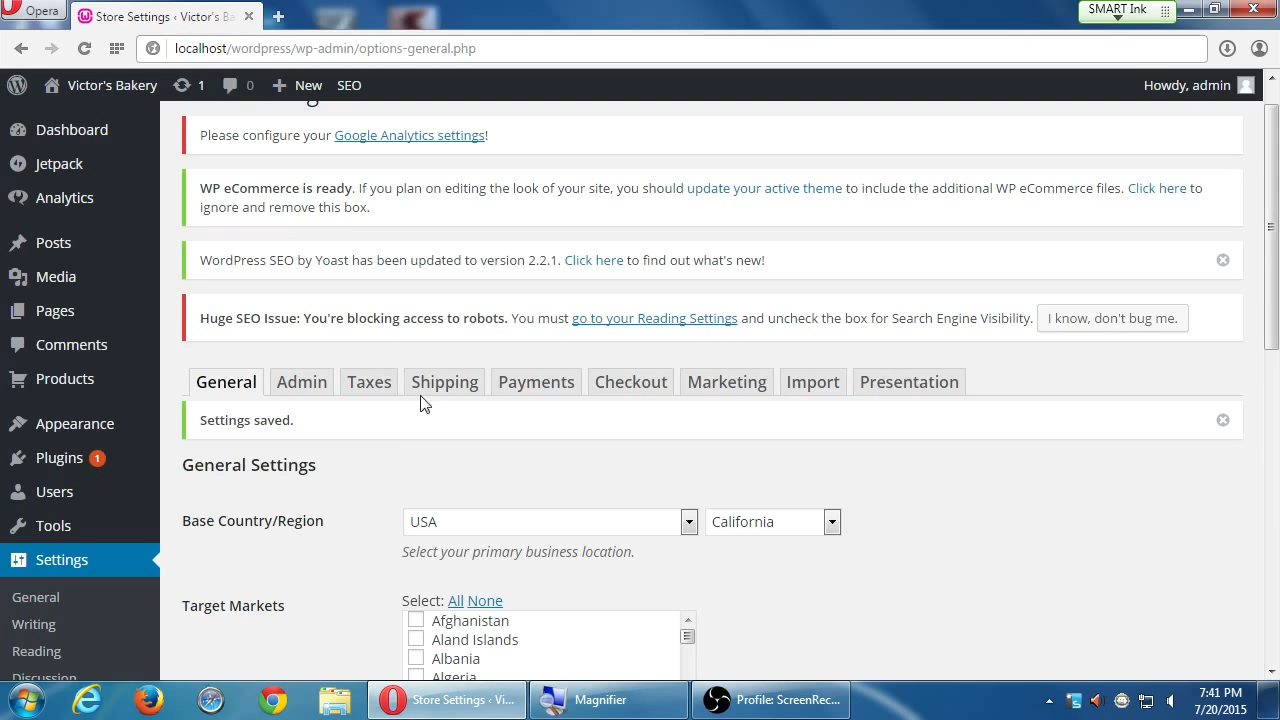 Opera
Store Settings ‹ Victor's Ba
SMART Ink
localhost/wordpress/wp-admin/options-general.php
Victor's Bakery
1
0
New
SEO
Howdy, admin
Dashboard
Jetpack
Analytics
Posts
Media
Pages
Comments
Products
Appearance
Plugins 1
Users
Tools
Settings
General
Writing
Reading
Discussion
Please configure your Google Analytics settings!
WP eCommerce is ready. If you plan on editing the look of your site, you should update your active theme to include the additional WP eCommerce files. Click here to
ignore and remove this box.
WordPress SEO by Yoast has been updated to version 2.2.1. Click here to find out what's new!
Huge SEO Issue: You're blocking access to robots. You must go to your Reading Settings and uncheck the box for Search Engine Visibility. I know, don't bug me.
General Admin Taxes Shipping Payments Checkout Marketing Import Presentation
Settings saved.
General Settings
Base Country/Region
USA
California
Select your primary business location.
Target Markets
Select: All None
Afghanistan
Aland Islands
Albania
Algeria
Store Settings ‹ Vi...
Magnifier
Profile: ScreenRec...
7:41 PM
7/20/2015